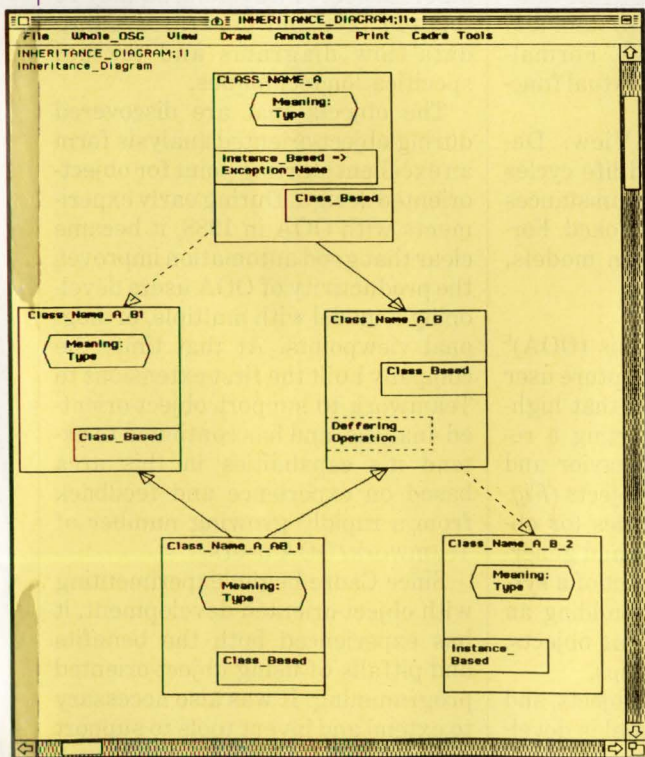 INHERITANCE_DIAGRAM;11
File Whole_OSG View Draw Annotate Print Cadre Tools
INHERITANCE_DIAGRAM;11
Inheritance_Diagram
CLASS_NAME_A
Meaning:
Type
Instance_Based ->
Exception_Name
Class_Based
Class_Name_A_B1
Meaning:
Type
Class_Based
Class_Name_A_B
Class_Based
Deffering_
Operation
Class_Name_A_AB_1
Meaning:
Type
Class_Based
Class_Name_A_B_2
Meaning:
Type
Instance_
Based